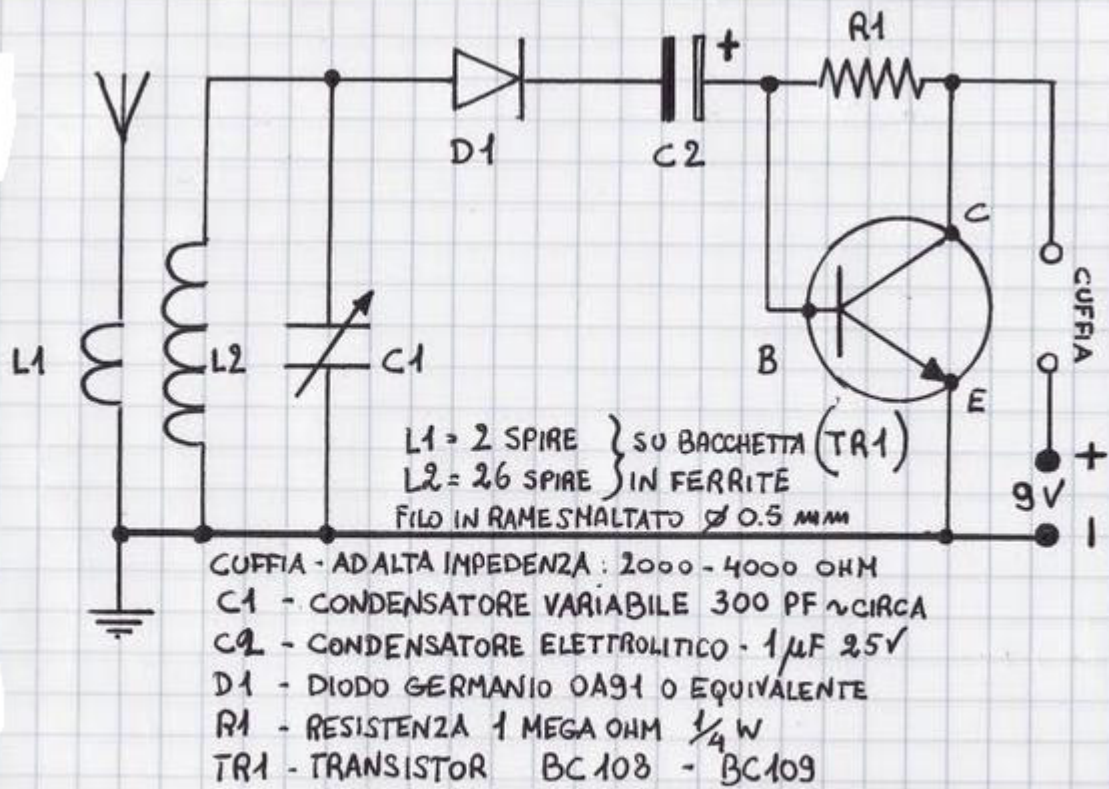 R1
+
D1
C2
C
CUFFIA
L1
L2
C1
B
E
L1 = 2 SPIRE } SU BACCHETTA (TR1)
L2 = 26 SPIRE } IN FERRITE
FILO IN RAME SMALTATO Ø 0.5 mm
+
9V
-
CUFFIA - AD ALTA IMPEDENZA : 2000 - 4000 OHM
C1 - CONDENSATORE VARIABILE 300 PF ~ CIRCA
C2 - CONDENSATORE ELETTROLITICO - 1 µF 25V
D1 - DIODO GERMANIO OA91 O EQUIVALENTE
R1 - RESISTENZA 1 MEGA OHM 1/4 W
TR1 - TRANSISTOR BC108 - BC109